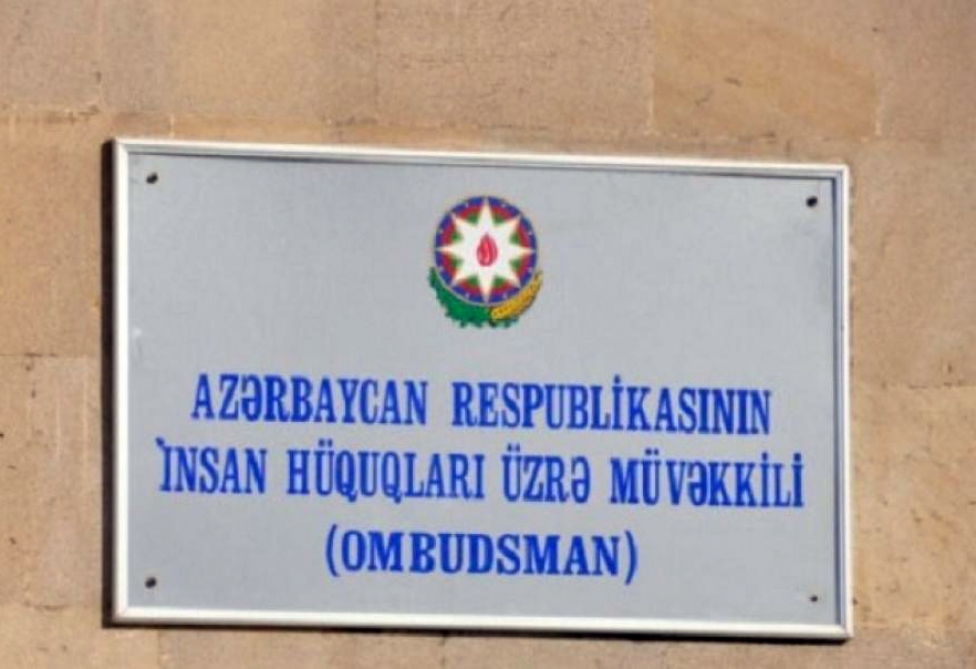 AZƏRBAYCAN RESPUBLİKASININ
İNSAN HÜQUQLARI ÜZRƏ MÜVƏKKİLİ
(OMBUDSMAN)